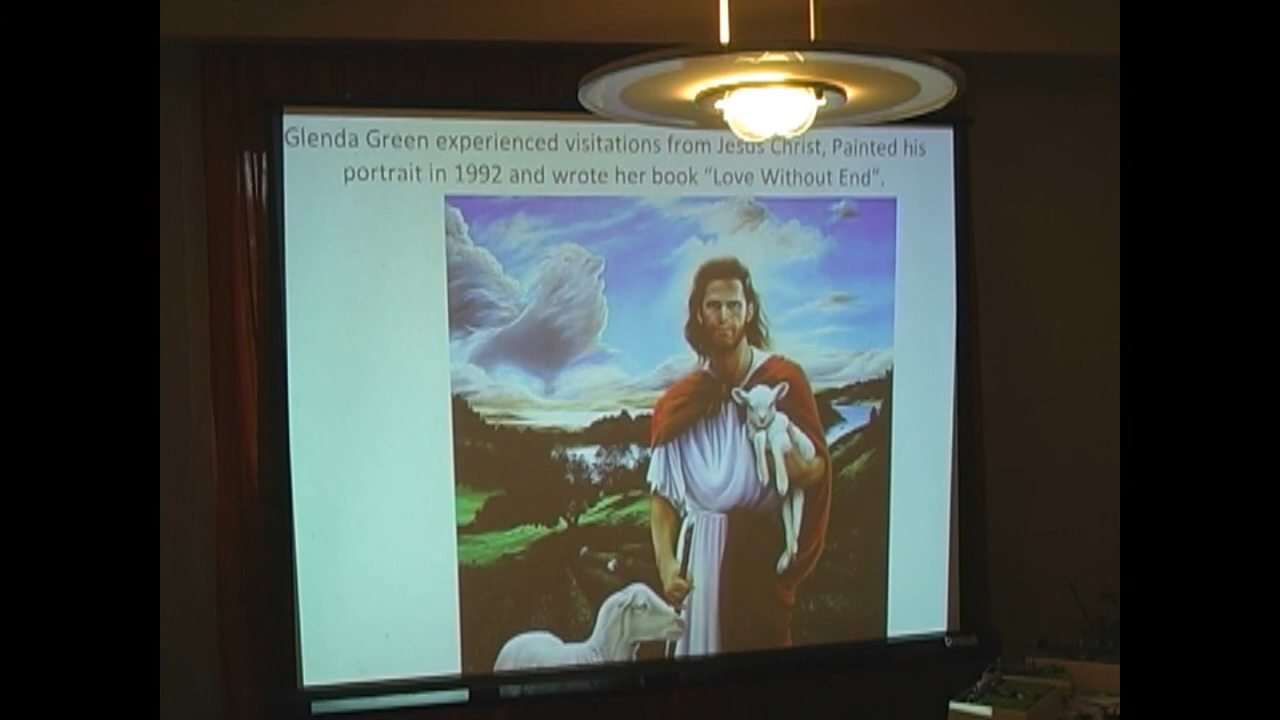 Glenda Green experienced visitations from Jesus Christ, Painted his
portrait in 1992 and wrote her book “Love Without End”.